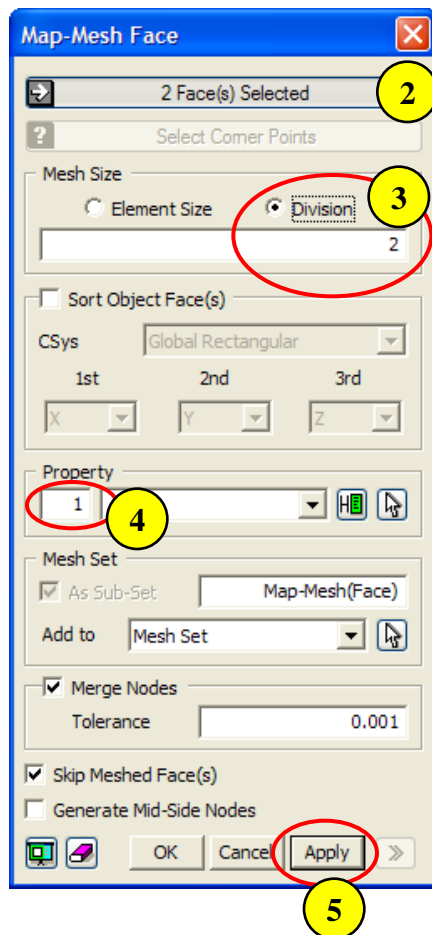 Map-Mesh Face
2 Face(s) Selected 2
? Select Corner Points
Mesh Size
Element Size Division 3
2
Sort Object Face(s)
CSys Global Rectangular
1st 2nd 3rd
X Y Z
Property
1 4
Mesh Set
As Sub-Set Map-Mesh(Face)
Add to Mesh Set
Merge Nodes
Tolerance 0.001
Skip Meshed Face(s)
Generate Mid-Side Nodes
OK Cancel Apply >>
5